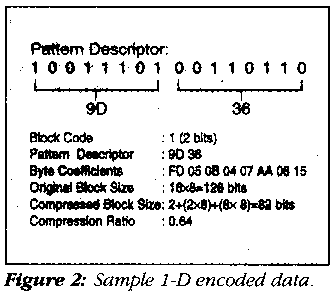 Pattern Descriptor:
1 0 0 1 1 1 0 1 0 0 1 1 0 1 1 0
9D 36
Block Code : 1 (2 bits)
Pattern Descriptor : 9D 36
Byte Coefficients : FD 05 0B 04 07 AA 06 15
Original Block Size : 16x8=128 bits
Compressed Block Size: 2+(2x8)+(8x 8)=82 bits
Compression Ratio : 0.64
Figure 2: Sample 1-D encoded data.